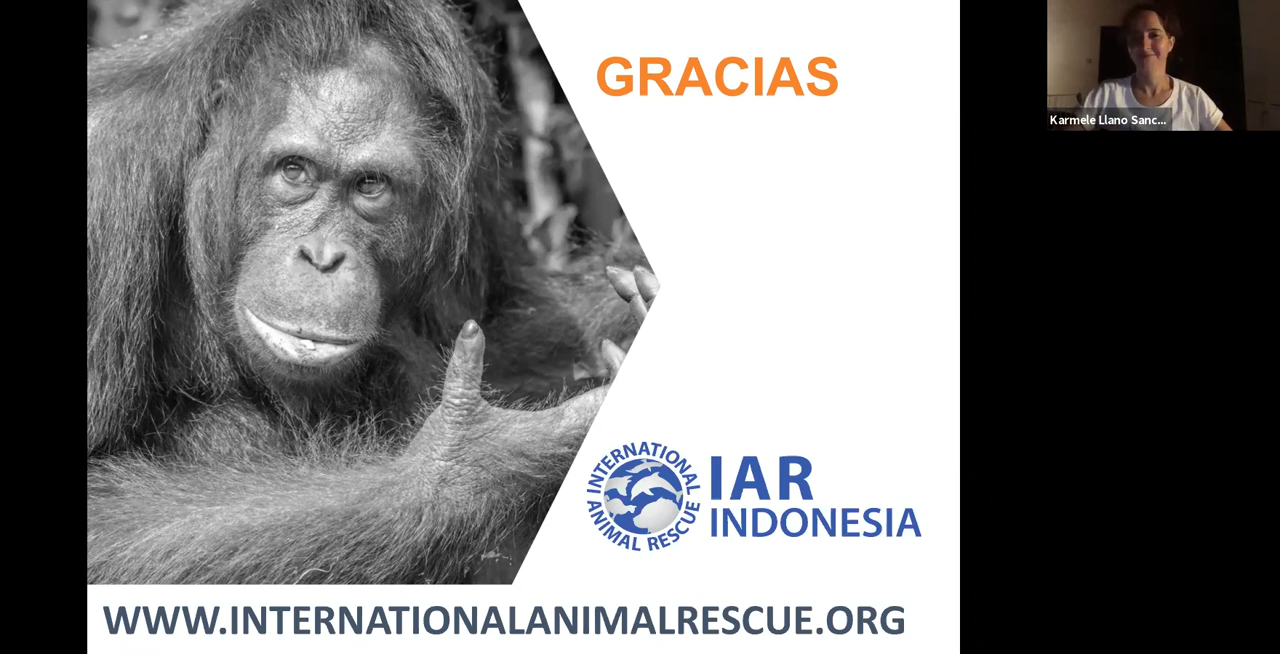 GRACIAS
Karmele Llano Sanc...
INTERNATIONAL
ANIMAL RESCUE
IAR
INDONESIA
WWW.INTERNATIONALANIMALRESCUE.ORG